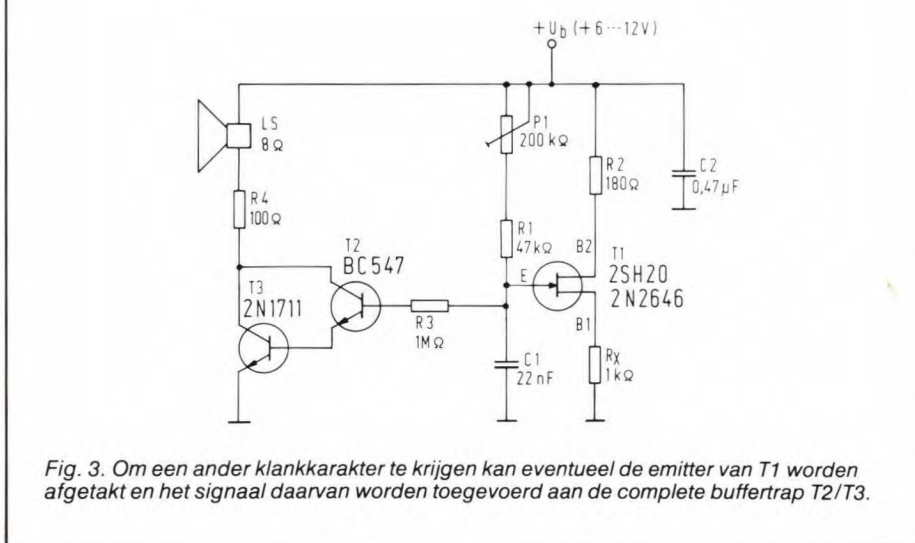 +Ub (+6···12V)
LS
8Ω
P1
200kΩ
R2
180Ω
C2
0,47µF
R4
100Ω
R1
47kΩ
B2
T1
2SH20
2N2646
T2
BC547
E
T3
2N1711
R3
1MΩ
B1
C1
22nF
Rx
1kΩ
Fig. 3. Om een ander klankkarakter te krijgen kan eventueel de emitter van T1 worden
afgetakt en het signaal daarvan worden toegevoerd aan de complete buffertrap T2/T3.